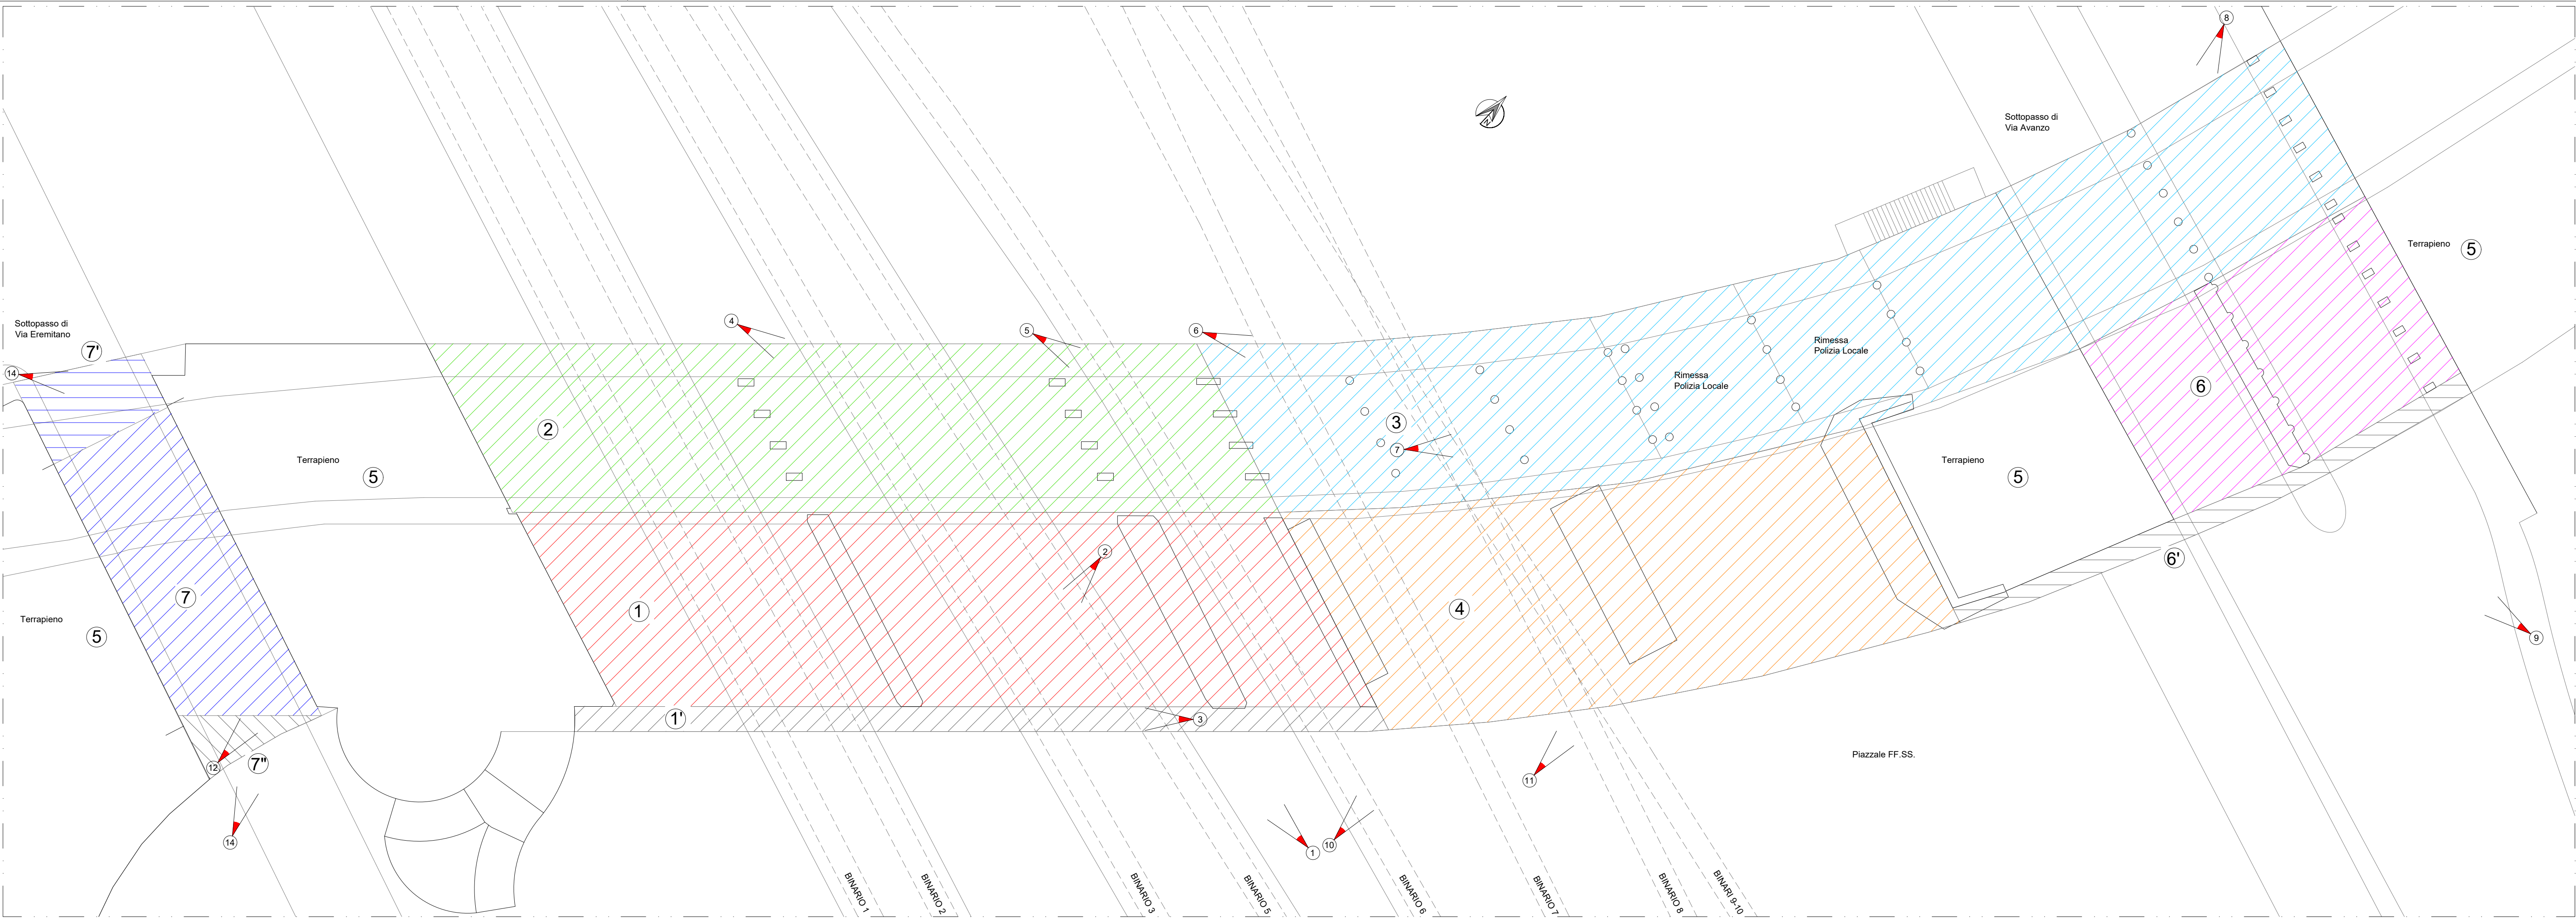 8
N
Sottopasso di
Via Avanzo
Terrapieno
5
Sottopasso di
Via Eremitano
7'
14
4
5
6
Rimessa
Polizia Locale
Rimessa
Polizia Locale
6
2
3
7
Terrapieno
5
Terrapieno
5
2
6'
7
1
4
Terrapieno
5
9
1'
3
12
7"
Piazzale FF.SS.
11
14
1
10
BINARIO 1
BINARIO 2
BINARIO 3
BINARIO 5
BINARIO 6
BINARIO 7
BINARIO 8
BINARI 9-10